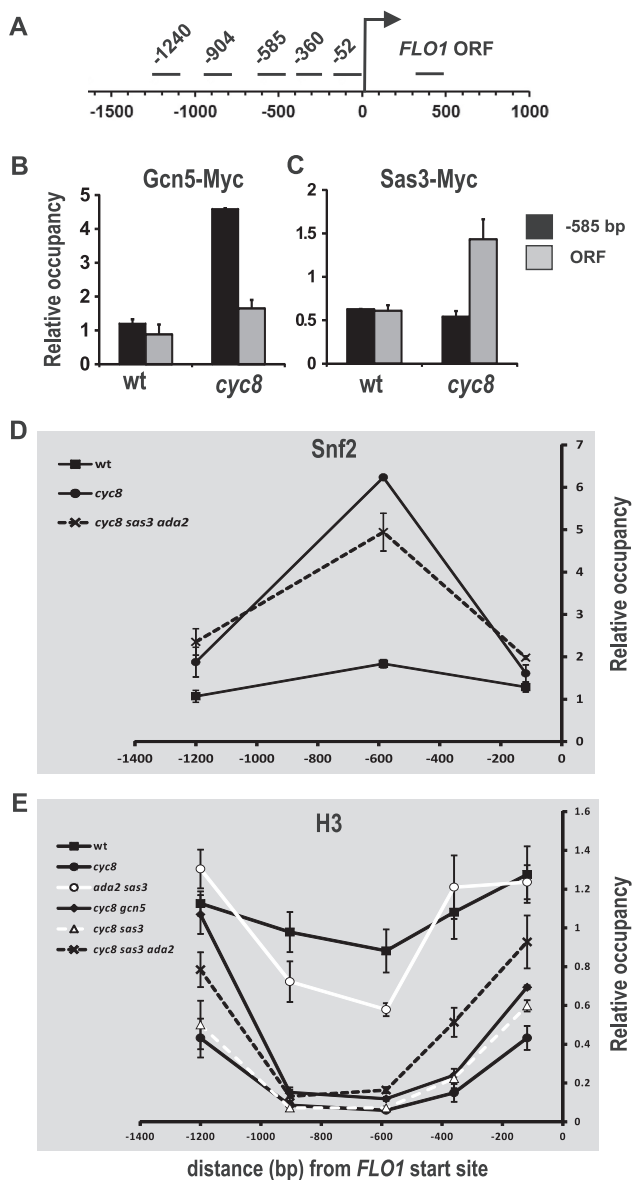 A
-1240 -904 -585 -360 -52 FLO1 ORF
-1500 -1000 -500 0 500 1000
B
Gcn5-Myc
Relative occupancy
5
4
3
2
1
0
wt cyc8
C
Sas3-Myc
2
1.5
1
0.5
0
wt cyc8
-585 bp
ORF
D
Snf2
wt
cyc8
cyc8 sas3 ada2
7
6
5
4
3
2
1
0
Relative occupancy
-1400 -1200 -1000 -800 -600 -400 -200 0
E
H3
wt
cyc8
ada2 sas3
cyc8 gcn5
cyc8 sas3
cyc8 sas3 ada2
1.6
1.4
1.2
1
0.8
0.6
0.4
0.2
0
Relative occupancy
-1400 -1200 -1000 -800 -600 -400 -200 0
distance (bp) from FLO1 start site